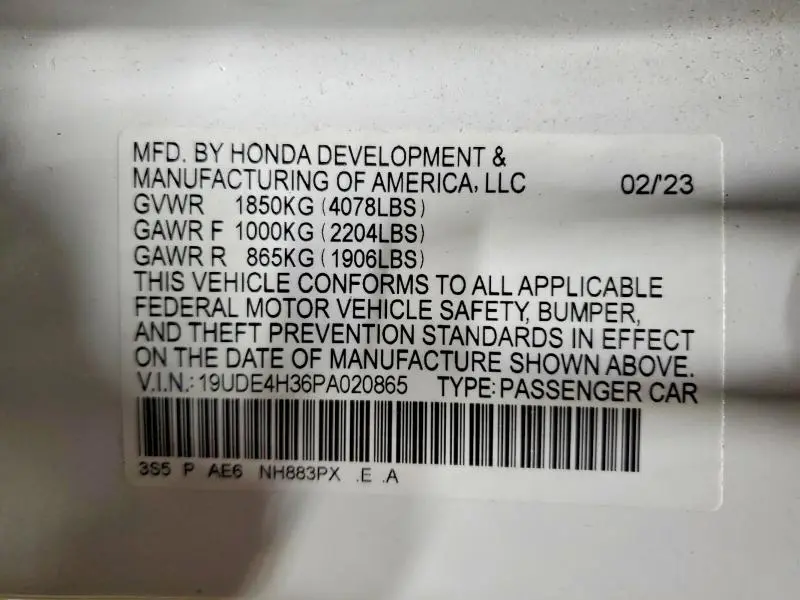 MFD. BY HONDA DEVELOPMENT &
MANUFACTURING OF AMERICA, LLC 02/'23
GVWR 1850KG (4078LBS)
GAWR F 1000KG (2204LBS)
GAWR R 865KG (1906LBS)
THIS VEHICLE CONFORMS TO ALL APPLICABLE
FEDERAL MOTOR VEHICLE SAFETY, BUMPER,
AND THEFT PREVENTION STANDARDS IN EFFECT
ON THE DATE OF MANUFACTURE SHOWN ABOVE.
V.I.N.: 19UDE4H36PA020865 TYPE: PASSENGER CAR
3S5 P AE6 NH883PX .E .A